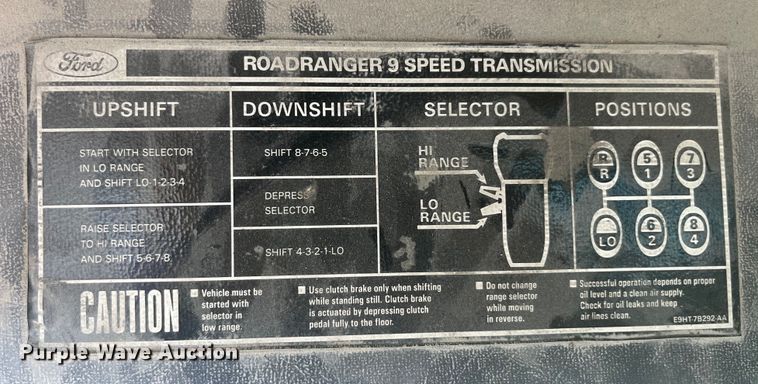 Ford ROADRANGER 9 SPEED TRANSMISSION
UPSHIFT
START WITH SELECTOR
IN LO RANGE
AND SHIFT LO-1-2-3-4
RAISE SELECTOR
TO HI RANGE
AND SHIFT 5-6-7-8
DOWNSHIFT
SHIFT 8-7-6-5
DEPRESS
SELECTOR
SHIFT 4-3-2-1-LO
SELECTOR
HI
RANGE
LO
RANGE
POSITIONS
R 5 7
R 1 3
6 8
LO 2 4
CAUTION
Vehicle must be
started with
selector in
low range.
Use clutch brake only when shifting
while standing still. Clutch brake
is actuated by depressing clutch
pedal fully to the floor.
Do not change
range selector
while moving
in reverse.
Successful operation depends on proper
oil level and a clean air supply.
Check for oil leaks and keep
air lines clean.
E9HT-7B292-AA
Purple Wave Auction